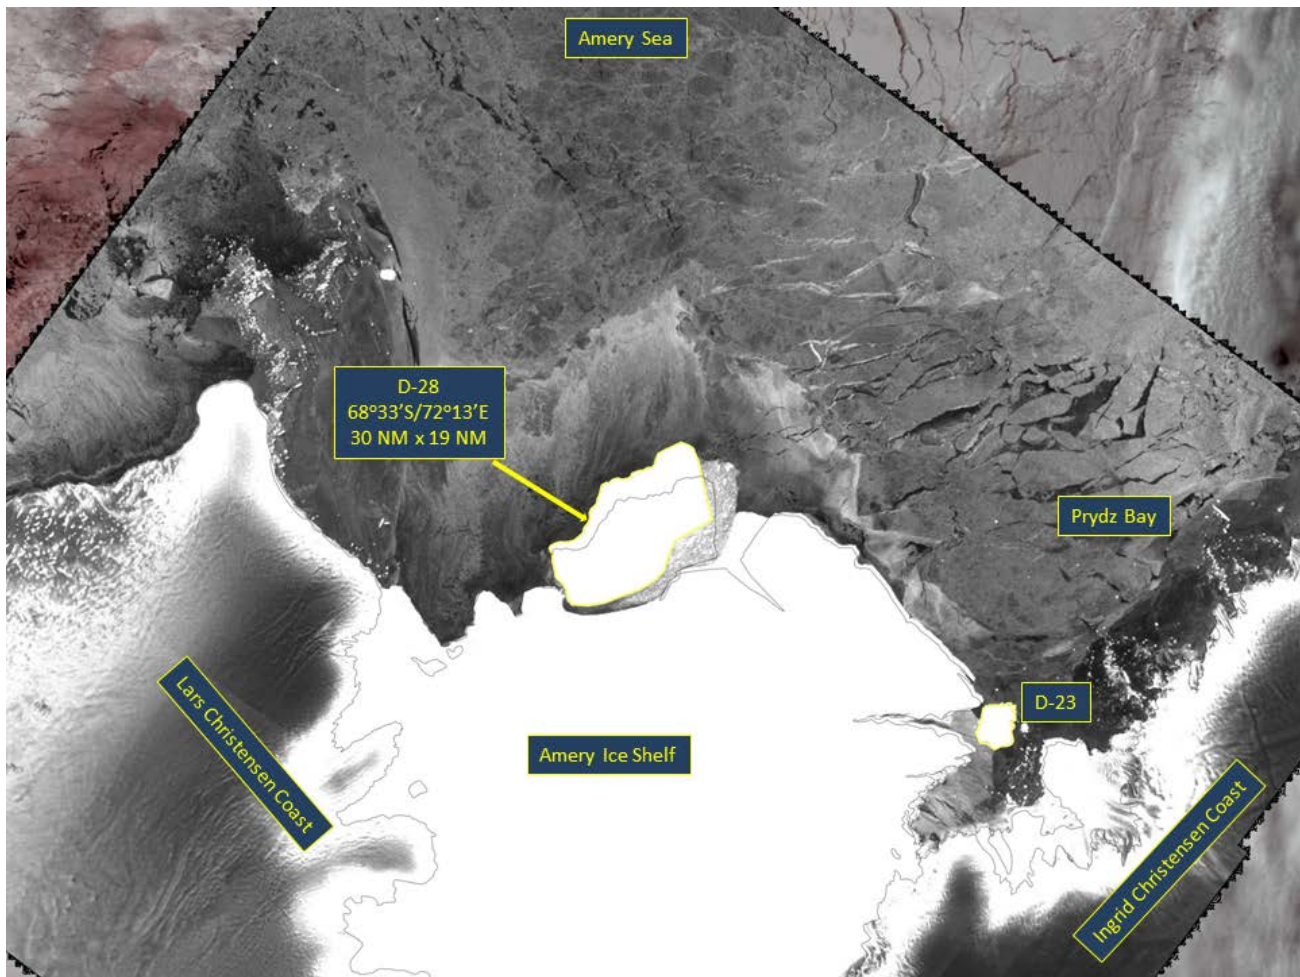 Amery Sea
D-28
68°33'S/72°13'E
30 NM x 19 NM
Prydz Bay
D-23
Lars Christensen Coast
Amery Ice Shelf
Ingrid Christensen Coast